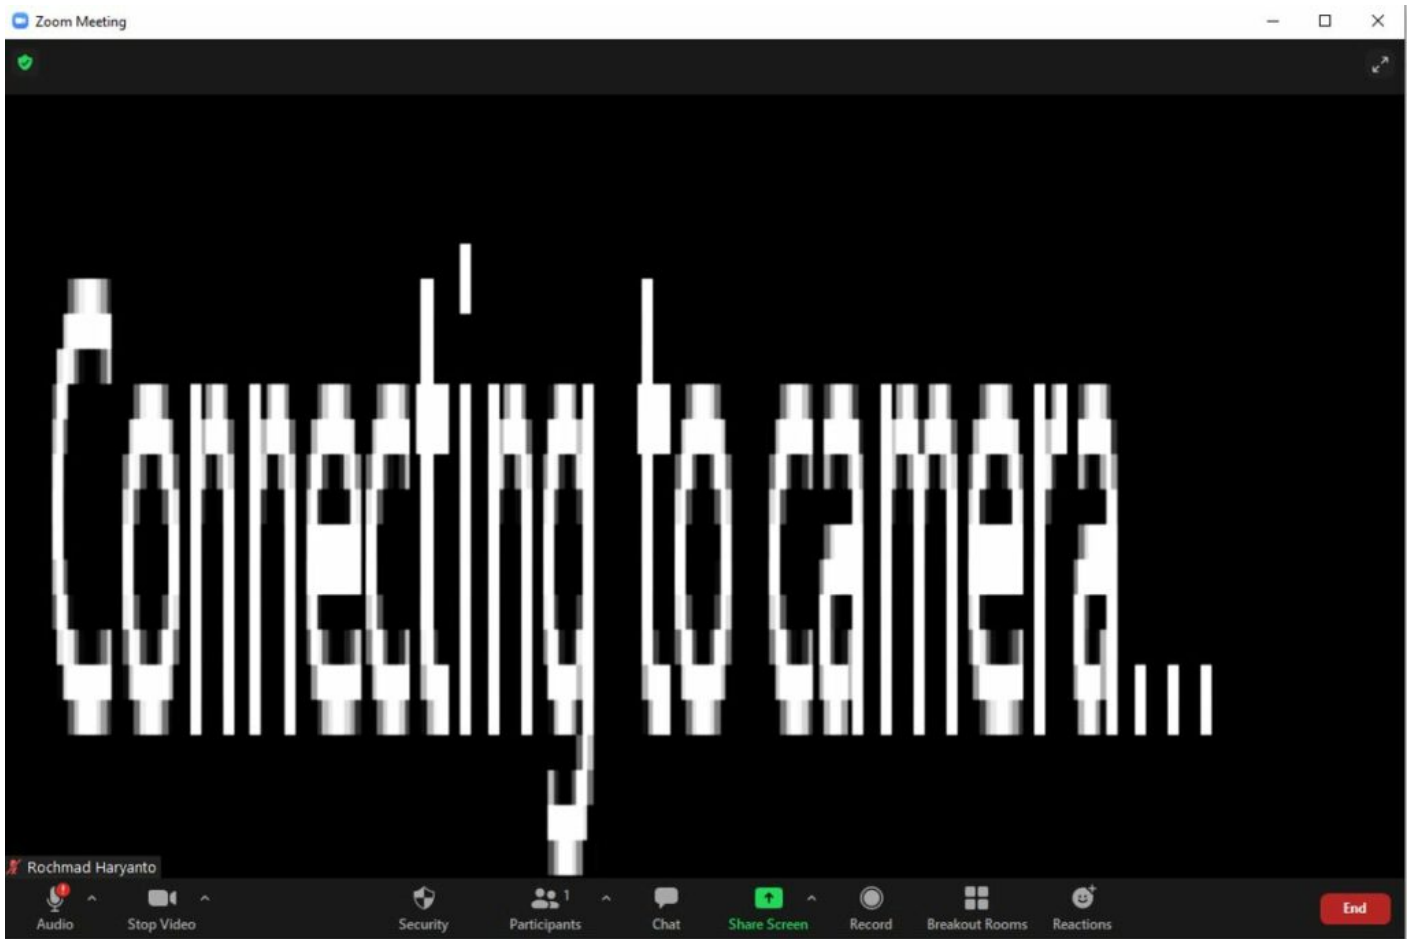 Zoom Meeting
Connecting to camera...
Rochmad Haryanto
Audio Stop Video Security Participants 1 Chat Share Screen Record Breakout Rooms Reactions End